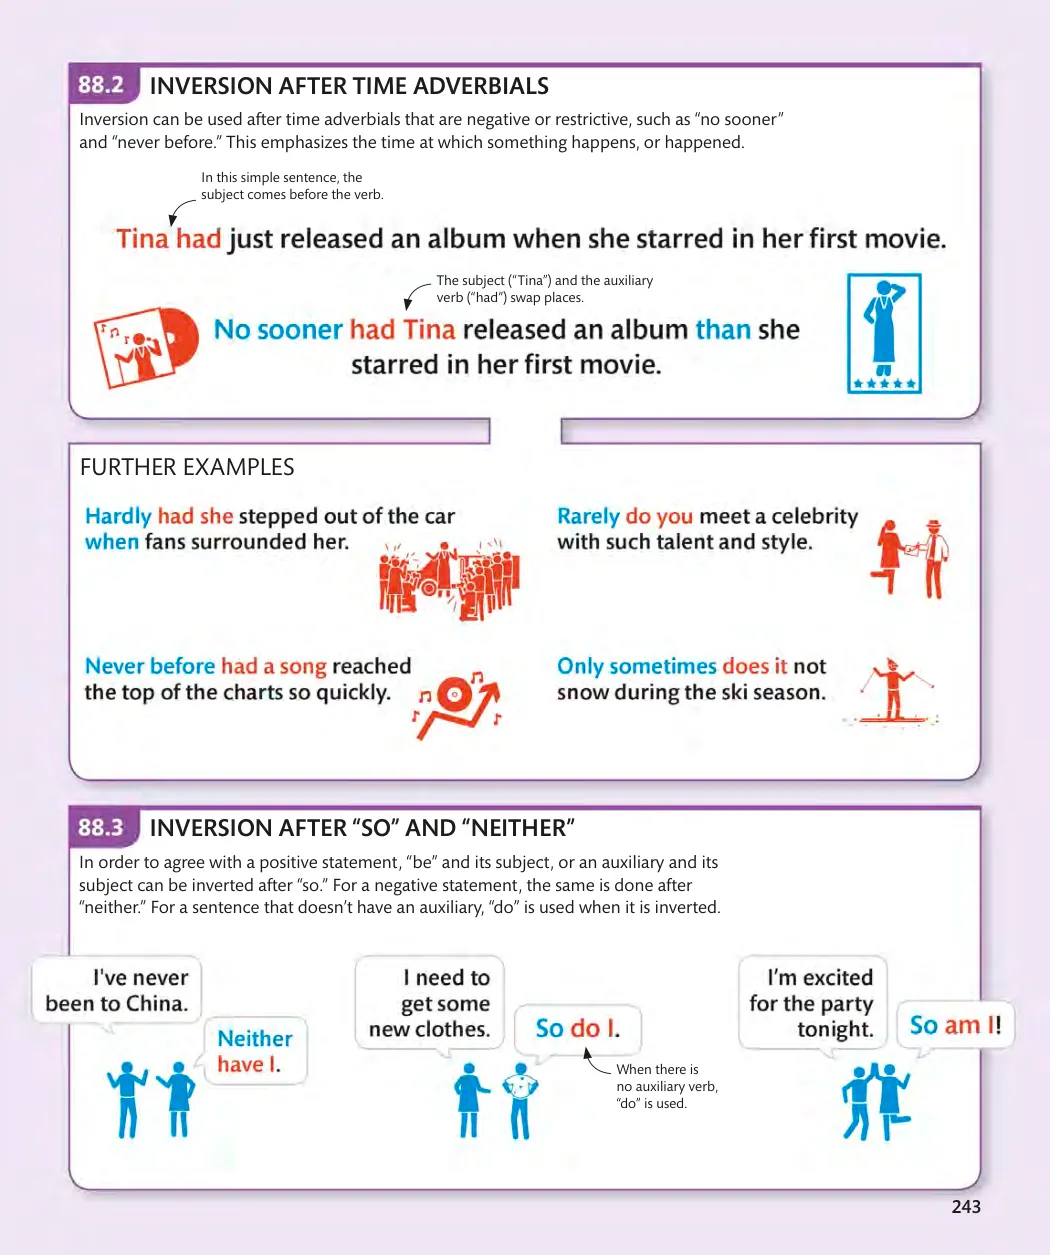 88.2 INVERSION AFTER TIME ADVERBIALS
Inversion can be used after time adverbials that are negative or restrictive, such as “no sooner”
and “never before.” This emphasizes the time at which something happens, or happened.
In this simple sentence, the
subject comes before the verb.
Tina had just released an album when she starred in her first movie.
The subject (“Tina”) and the auxiliary
verb (“had”) swap places.
No sooner had Tina released an album than she
starred in her first movie.
FURTHER EXAMPLES
Hardly had she stepped out of the car
when fans surrounded her.
Rarely do you meet a celebrity
with such talent and style.
Never before had a song reached
the top of the charts so quickly.
Only sometimes does it not
snow during the ski season.
88.3 INVERSION AFTER “SO” AND “NEITHER”
In order to agree with a positive statement, “be” and its subject, or an auxiliary and its
subject can be inverted after “so.” For a negative statement, the same is done after
“neither.” For a sentence that doesn’t have an auxiliary, “do” is used when it is inverted.
I've never
been to China.
Neither
have I.
I need to
get some
new clothes.
So do I.
When there is
no auxiliary verb,
“do” is used.
I’m excited
for the party
tonight.
So am I!
243